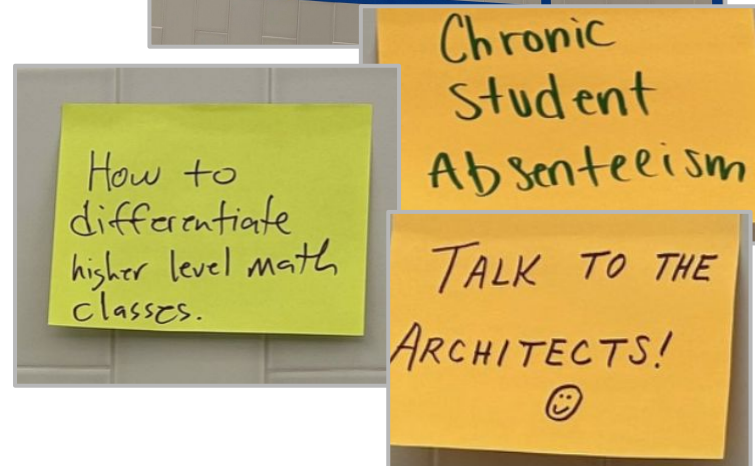 Chronic
Student
Absenteeism
How to
differentiate
higher level math
classes.
TALK TO THE
ARCHITECTS!